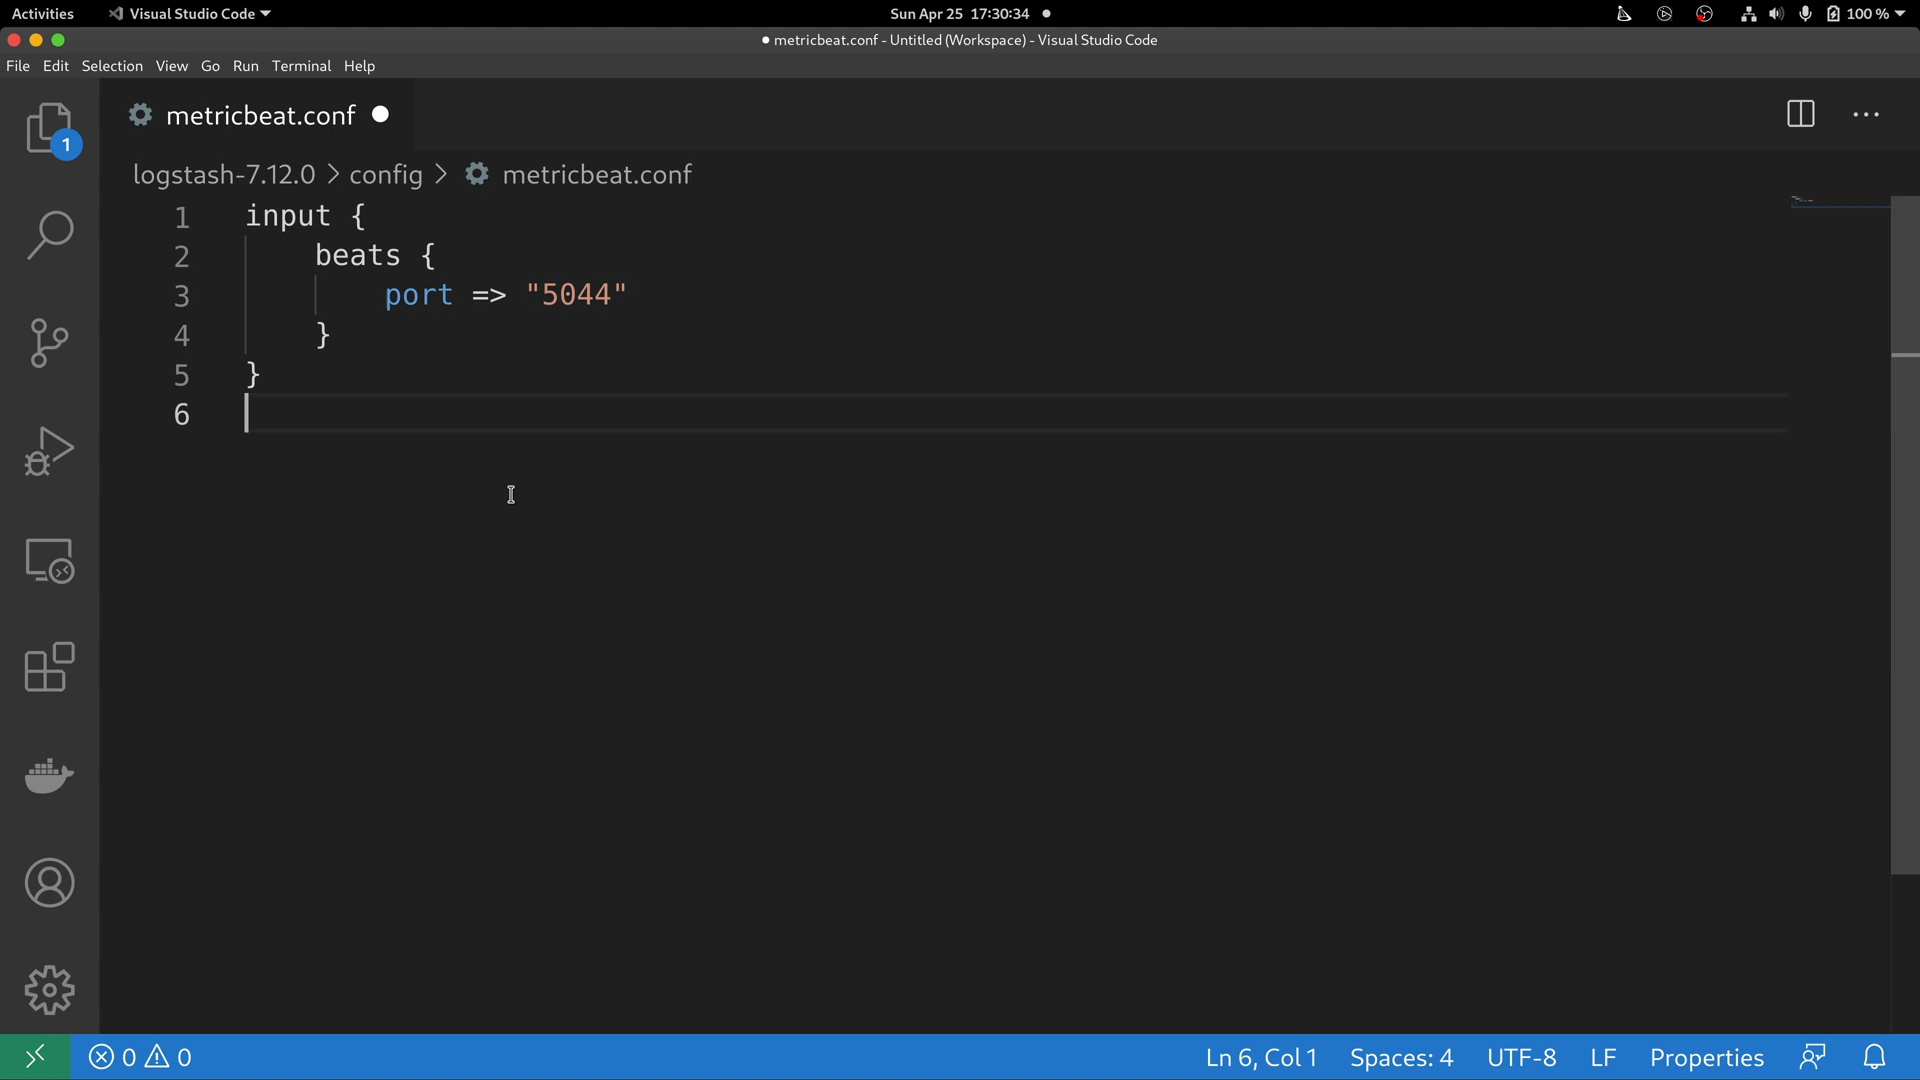 Activities Visual Studio Code Sun Apr 25 17:30:34 100 %
metricbeat.conf - Untitled (Workspace) - Visual Studio Code
File Edit Selection View Go Run Terminal Help
1
metricbeat.conf
logstash-7.12.0 > config > metricbeat.conf
1 input {
2 beats {
3 port => "5044"
4 }
5 }
6
0 0 Ln 6, Col 1 Spaces: 4 UTF-8 LF Properties